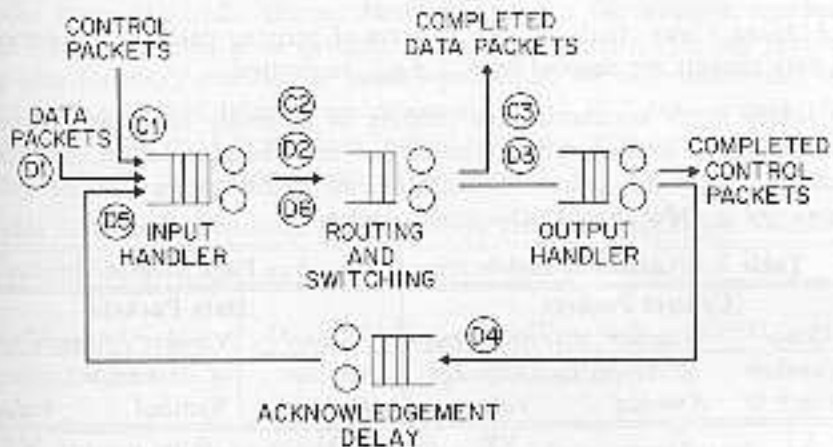 CONTROL
PACKETS
COMPLETED
DATA PACKETS
DATA
PACKETS
C1
C2
C3
D1
D2
D3
COMPLETED
CONTROL
PACKETS
D5
D6
INPUT
HANDLER
ROUTING
AND
SWITCHING
OUTPUT
HANDLER
D4
ACKNOWLEDGEMENT
DELAY